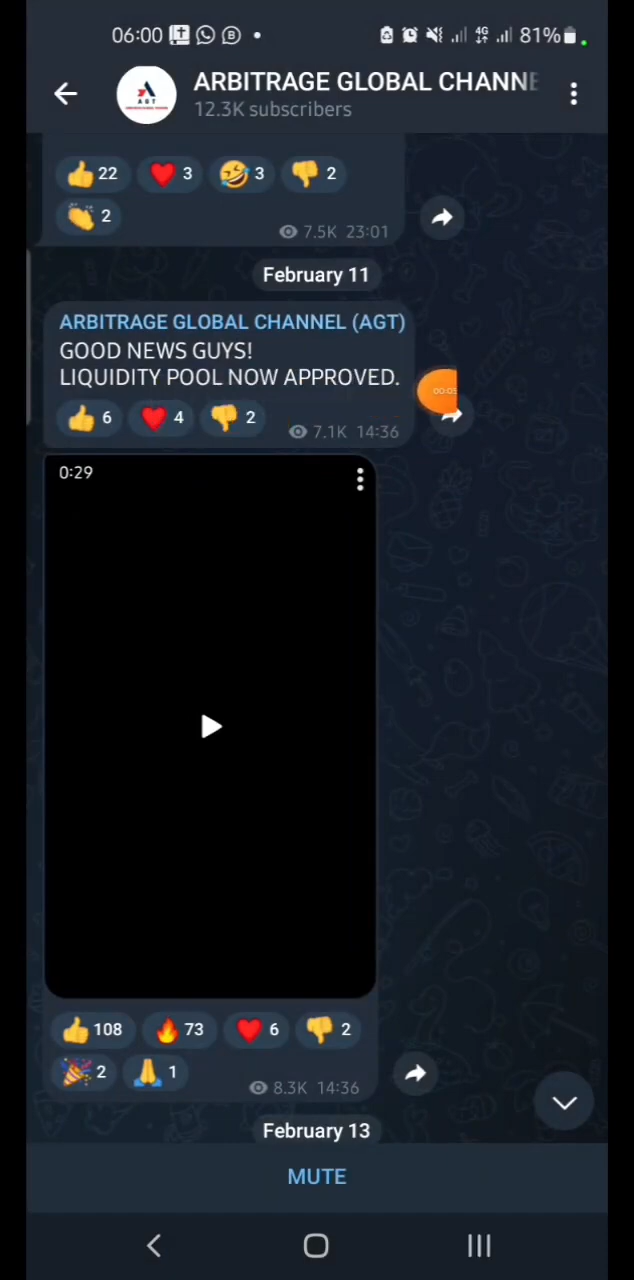 06:00
4G
81%
ARBITRAGE GLOBAL CHANNE
12.3K subscribers
AGT
22
3
3
2
2
7.5K 23:01
February 11
ARBITRAGE GLOBAL CHANNEL (AGT)
GOOD NEWS GUYS!
LIQUIDITY POOL NOW APPROVED.
6
4
2
7.1K 14:36
0:29
108
73
6
2
2
1
8.3K 14:36
February 13
MUTE